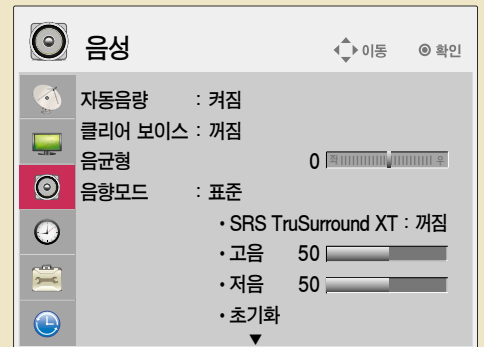 음성 이동 ◉ 확인
자동음량 : 켜짐
클리어 보이스 : 꺼짐
음균형 0 좌 우
음향모드 : 표준
• SRS TruSurround XT : 꺼짐
• 고음 50
• 저음 50
• 초기화
▼